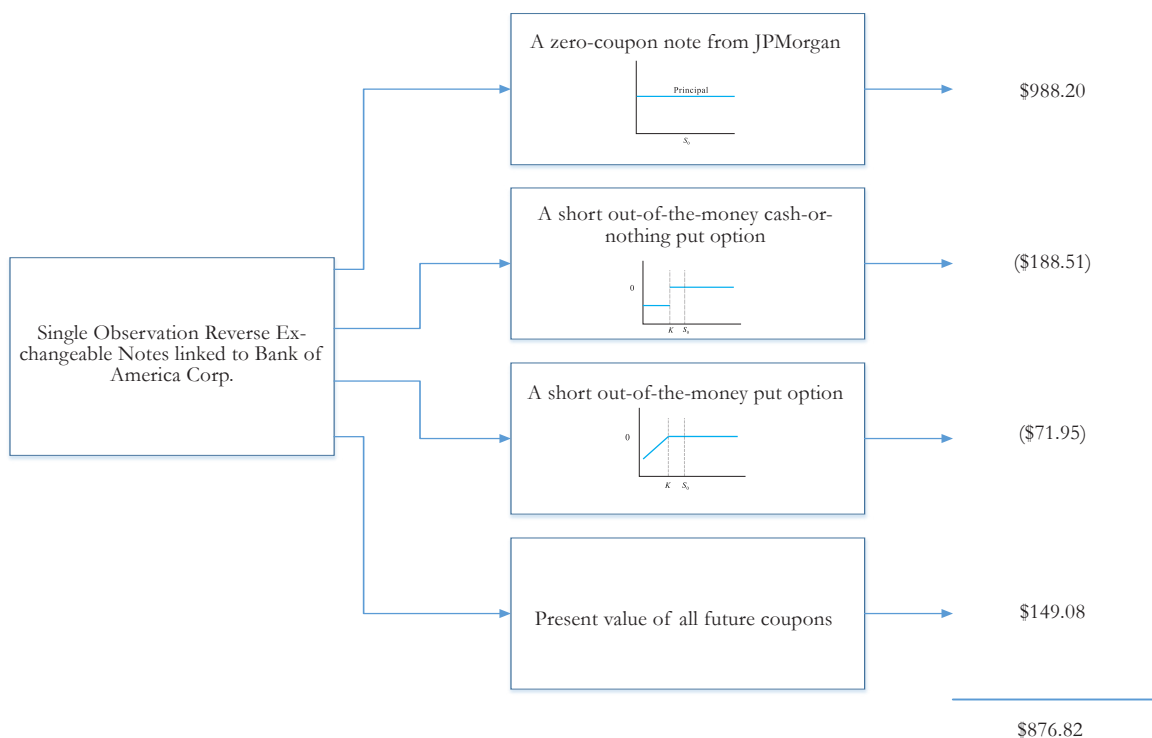 A zero-coupon note from JPMorgan
Principal
S0
$988.20
A short out-of-the-money cash-or-
nothing put option
0
K S0
($188.51)
Single Observation Reverse Ex-
changeable Notes linked to Bank of
America Corp.
A short out-of-the-money put option
0
K S0
($71.95)
Present value of all future coupons
$149.08
$876.82